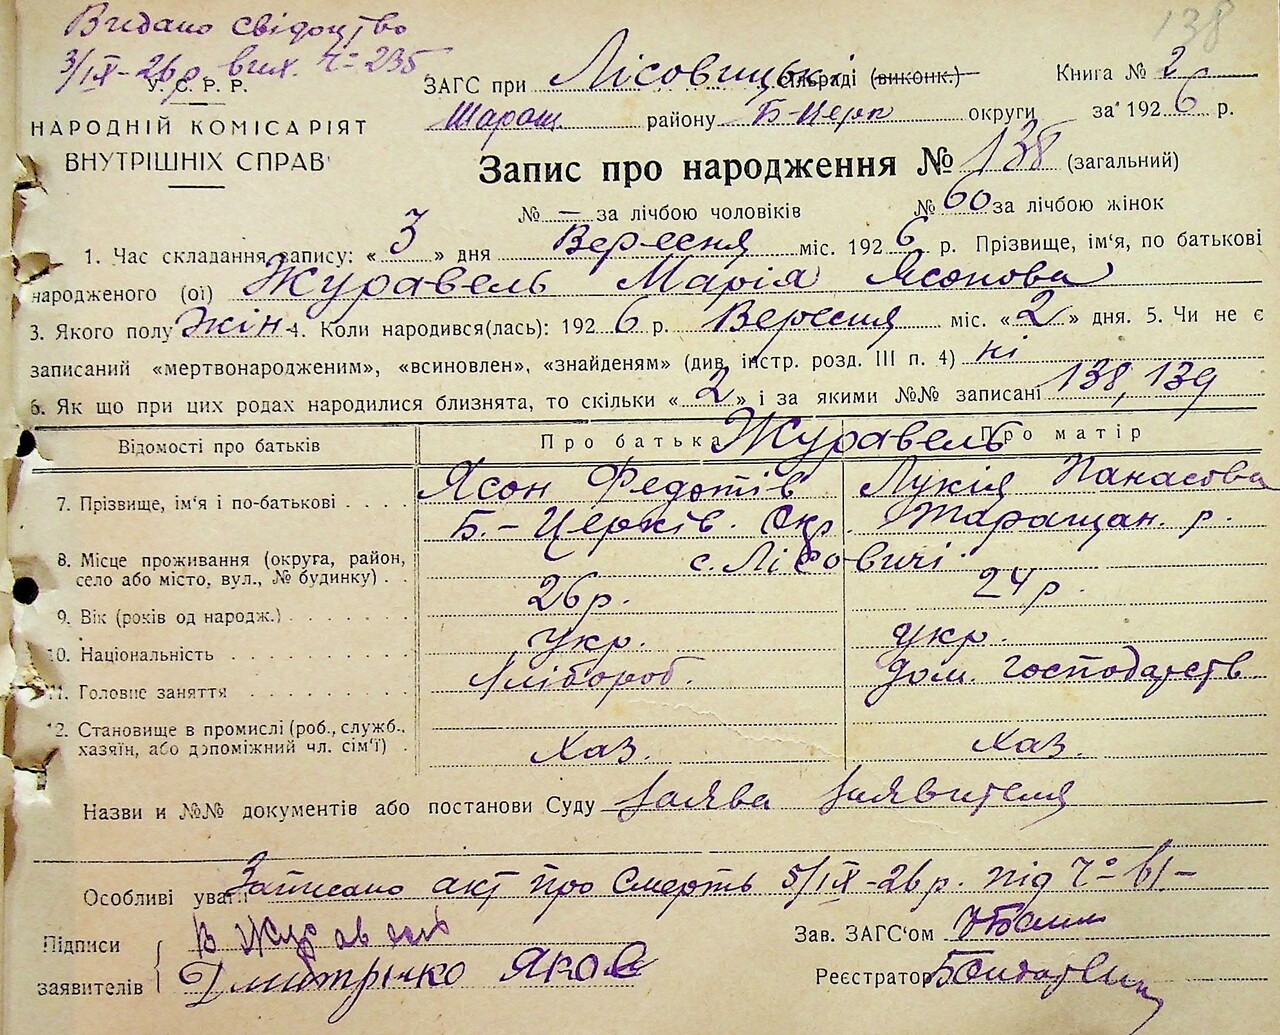 138
Видано свідоцтво
3/IX-26р. вих. Ч= 235
У. С. Р. Р.
НАРОДНІЙ КОМІСАРІЯТ
ВНУТРІШНІХ СПРАВ
ЗАГС при Лісовицькі сільраді (виконк.) Книга № 2
Таращ. району Б-Церк округи за 1926 р.
Запис про народження № 138 (загальний)
№ – за лічбою чоловіків № 60 за лічбою жінок
1. Час складання запису: «3» дня Вересня міс. 1926 р. Прізвище, ім'я, по батькові
народженого (ої) Журавель Марія Ясонова
3. Якого полу жін 4. Коли народився(лась): 1926 р. Вересня міс. «2» дня. 5. Чи не є
записаний «мертвонародженим», «всиновлен», «знайденям» (див. інстр. розд. III п. 4) ні
6. Як що при цих родах народилися близнята, то скільки «2» і за якими №№ записані 138, 139
Відомості про батьків Про батька Журавель Про матір
7. Прізвище, ім'я і по-батькові Ясон Федотів Лукія Панасова
Б.-Церків. Окр. Таращан. р.
8. Місце проживання (округа, район,
село або місто, вул., № будинку) с. Лісовичі
9. Вік (років од народж.) 26 р. 24 р.
10. Національність укр. укр.
11. Головне заняття Хлібороб. дом. господарств
12. Становище в промислі (роб., служб.,
хазяїн, або допоміжний чл. сім'ї) Хаз. Хаз.
Назви и №№ документів або постанови Суду Заява заявителя
Особливі уваги Записано акт про смерть 5/IX-26 р. під Ч=
Підписи
заявителів
В Журавель
Дмитрічко Яков
Зав. ЗАГС'ом
Реєстратор